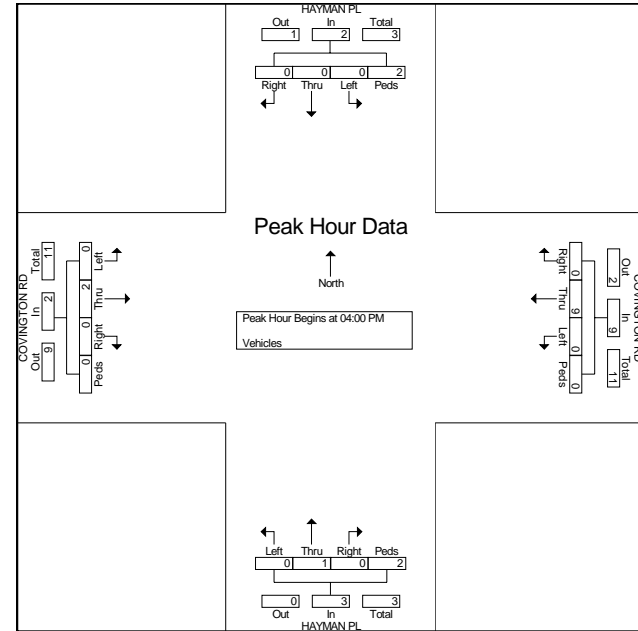 HAYMAN PL
Out In Total
1 2 3
0 0 0 2
Right Thru Left Peds
Peak Hour Data
North
Peak Hour Begins at 04:00 PM
Vehicles
COVINGTON RD
Out In Total
9 2 11
0 2 0 0
Left Thru Right Peds
COVINGTON RD
Out In Total
2 9 11
0 9 0 0
Right Thru Left Peds
Left Thru Right Peds
0 1 0 2
0 3 3
Out In Total
HAYMAN PL